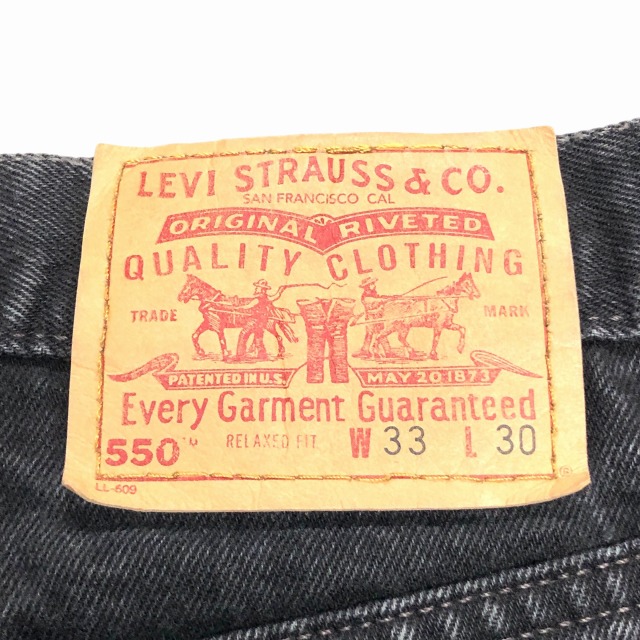 LEVI STRAUSS & CO.
SAN FRANCISCO CAL
ORIGINAL RIVETED
QUALITY CLOTHING
TRADE MARK
PATENTED IN U.S. MAY 20 1873
Every Garment Guaranteed
550™ RELAXED FIT W 33 L 30
LL-609 ®